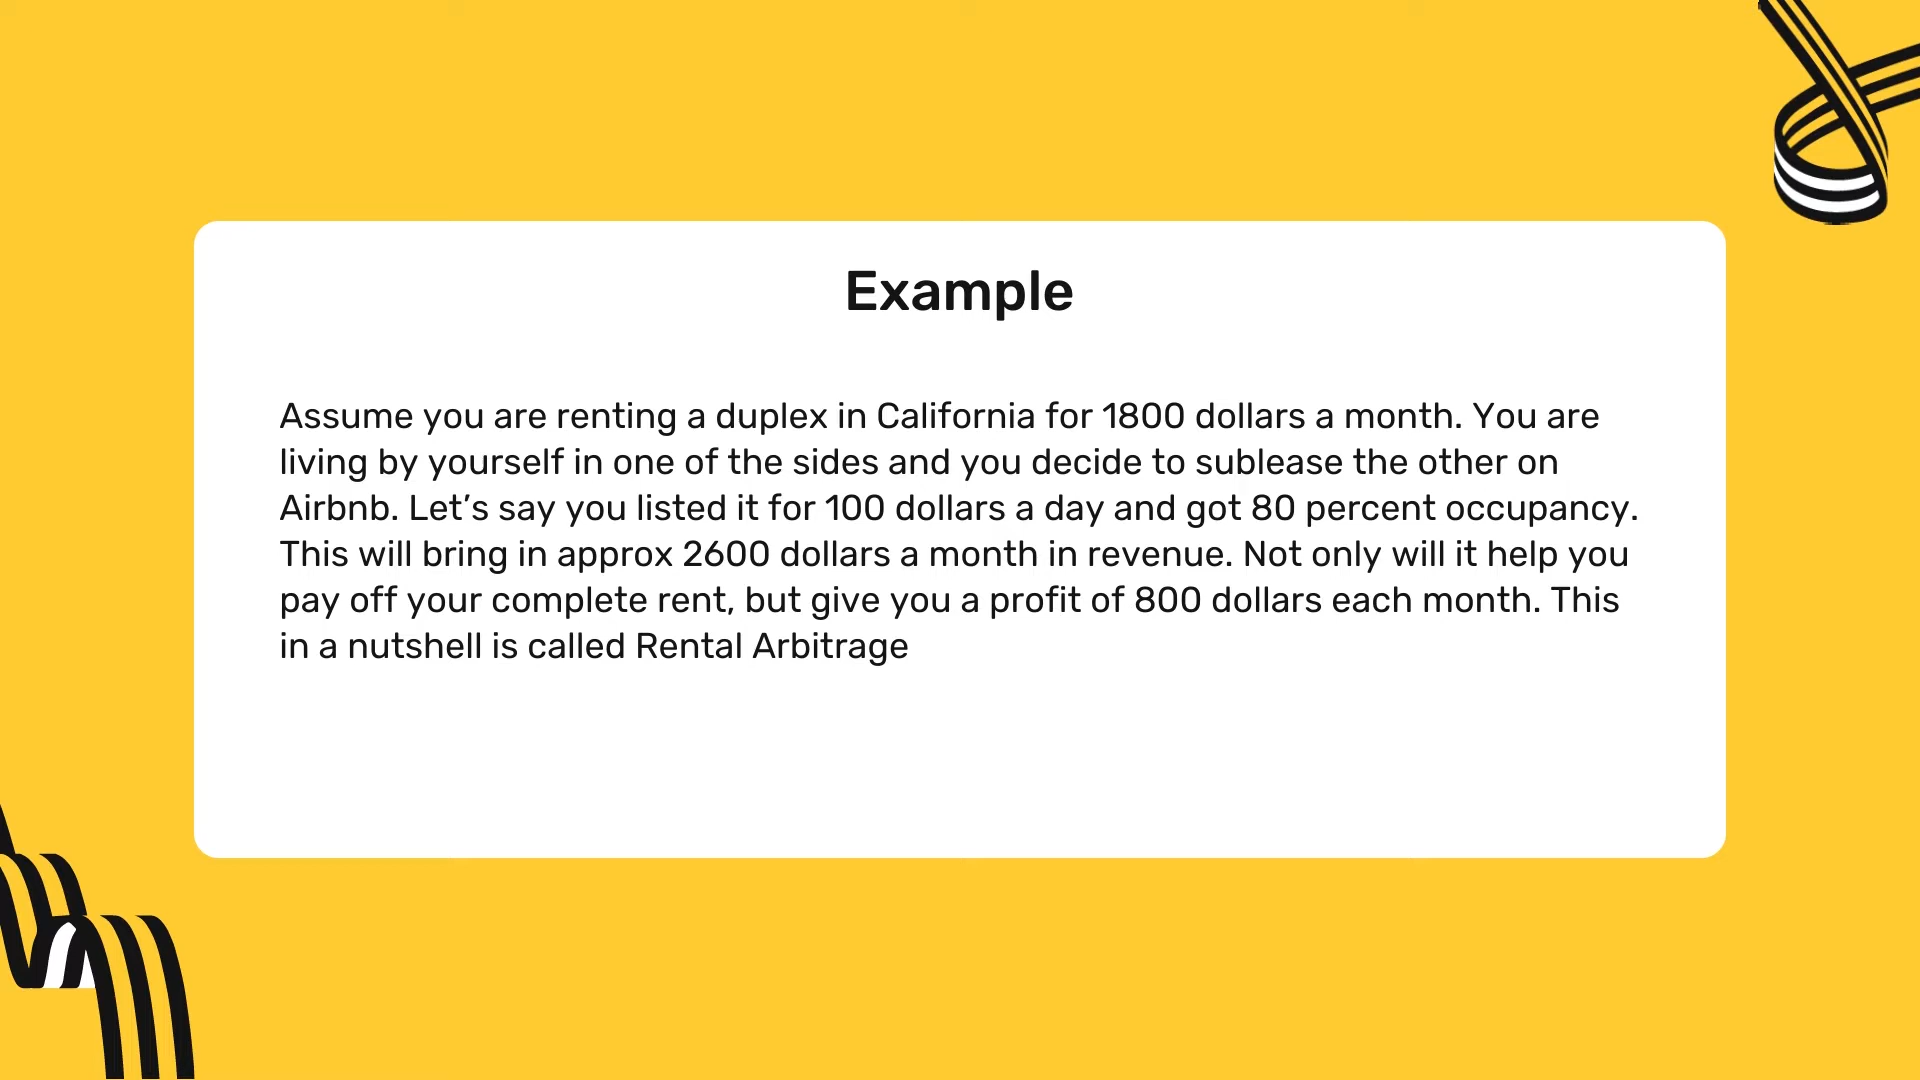 Example
Assume you are renting a duplex in California for 1800 dollars a month. You are
living by yourself in one of the sides and you decide to sublease the other on
Airbnb. Let’s say you listed it for 100 dollars a day and got 80 percent occupancy.
This will bring in approx 2600 dollars a month in revenue. Not only will it help you
pay off your complete rent, but give you a profit of 800 dollars each month. This
in a nutshell is called Rental Arbitrage